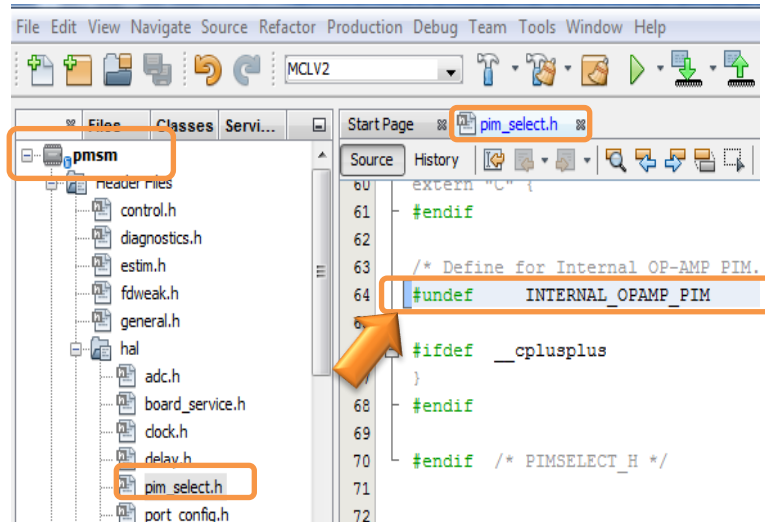 File Edit View Navigate Source Refactor Production Debug Team Tools Window Help
MCLV2
Files Classes Servi...
pmsm
Header Files
control.h
diagnostics.h
estim.h
fdweak.h
general.h
hal
adc.h
board_service.h
clock.h
delay.h
pim_select.h
port_config.h
Start Page pim_select.h
Source History
60 extern "C" {
61 #endif
62
63 /* Define for Internal OP-AMP PIM.
64 #undef INTERNAL_OPAMP_PIM
#ifdef __cplusplus
}
68 #endif
69
70 #endif /* PIMSELECT_H */
71
72